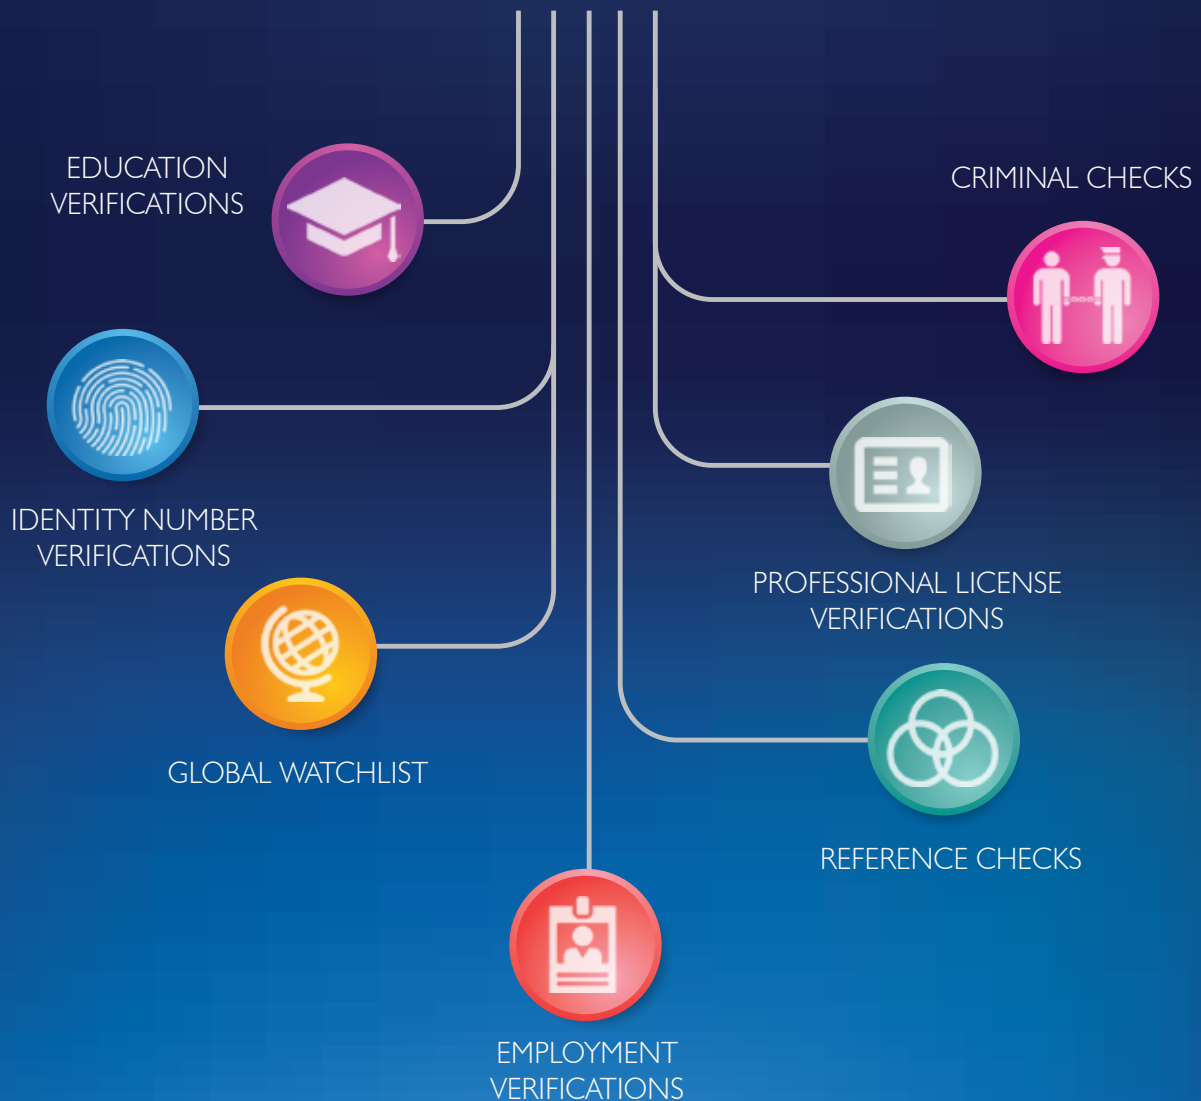 EDUCATION
VERIFICATIONS
CRIMINAL CHECKS
IDENTITY NUMBER
VERIFICATIONS
PROFESSIONAL LICENSE
VERIFICATIONS
GLOBAL WATCHLIST
REFERENCE CHECKS
EMPLOYMENT
VERIFICATIONS